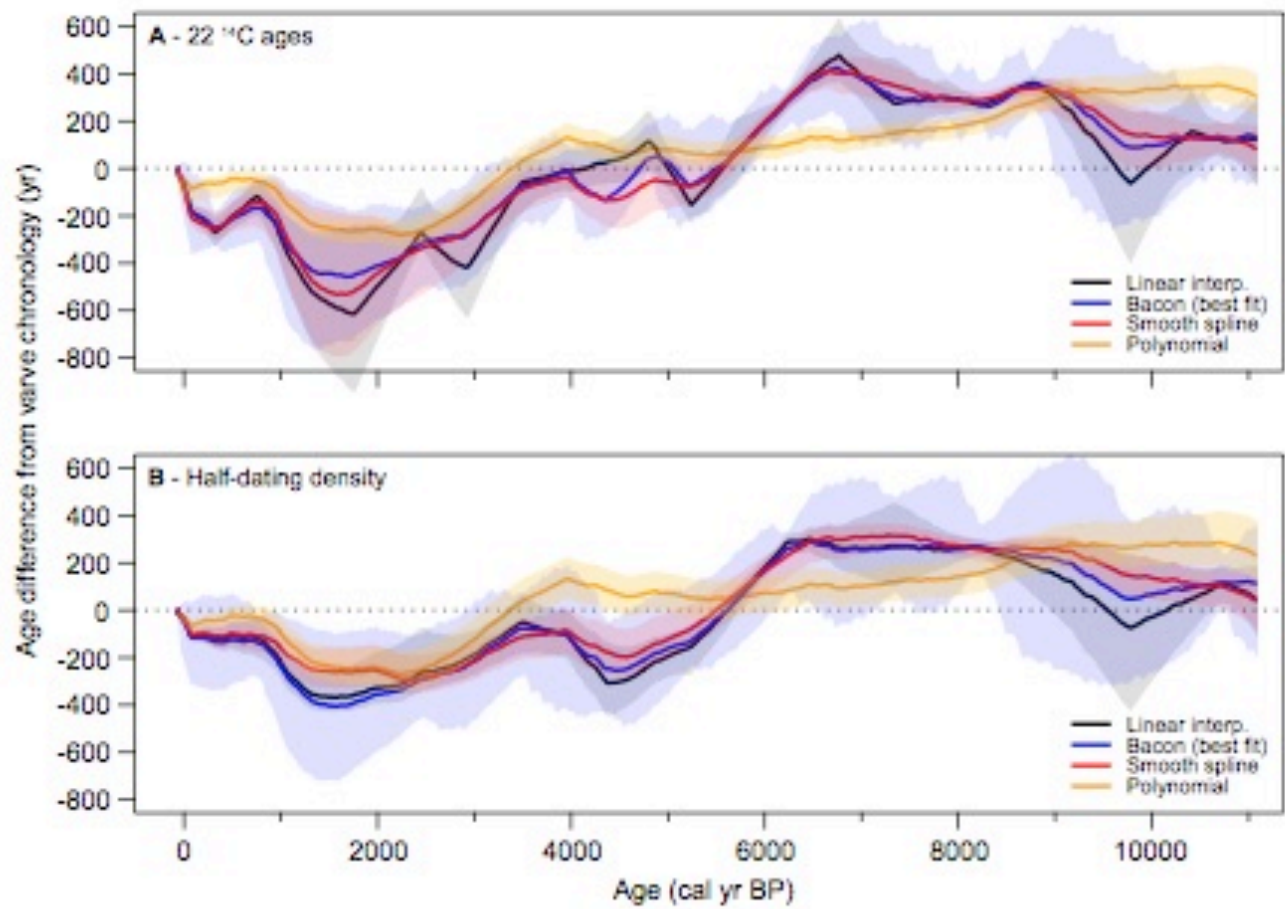 Age difference from varve chronology (yr)
A - 22 ¹⁴C ages
600
400
200
0
-200
-400
-600
-800
Linear interp.
Bacon (best fit)
Smooth spline
Polynomial
B - Half-dating density
600
400
200
0
-200
-400
-600
-800
Linear interp.
Bacon (best fit)
Smooth spline
Polynomial
0 2000 4000 6000 8000 10000
Age (cal yr BP)